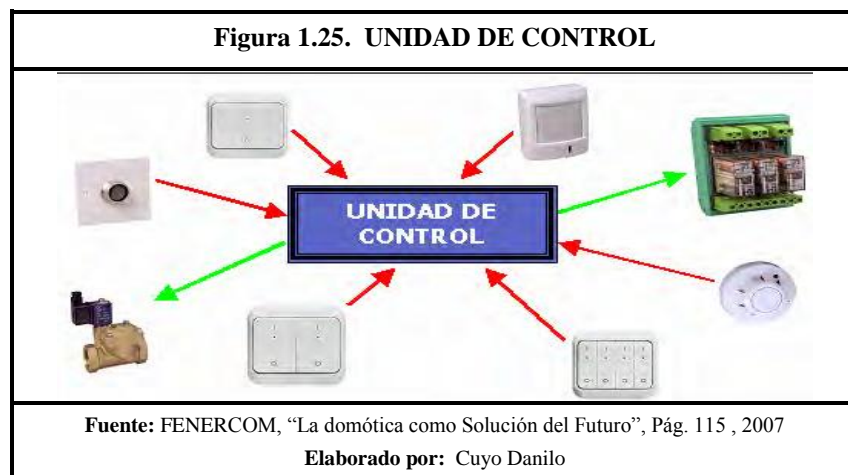 Figura 1.25. UNIDAD DE CONTROL
UNIDAD DE
CONTROL
Fuente: FENERCOM, “La domótica como Solución del Futuro”, Pág. 115 , 2007
Elaborado por: Cuyo Danilo